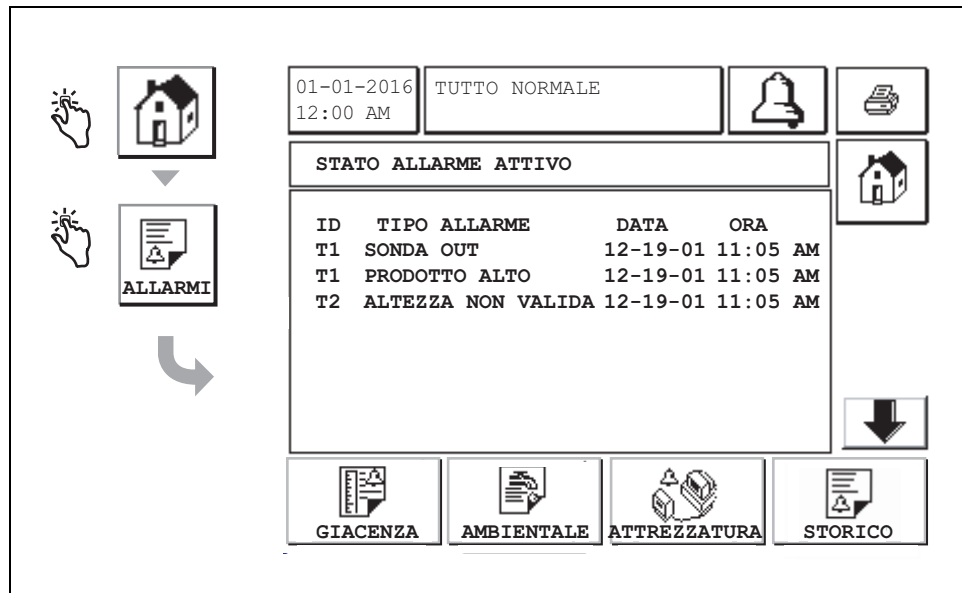 01-01-2016
12:00 AM
TUTTO NORMALE
STATO ALLARME ATTIVO
ID TIPO ALLARME DATA ORA
T1 SONDA OUT 12-19-01 11:05 AM
T1 PRODOTTO ALTO 12-19-01 11:05 AM
T2 ALTEZZA NON VALIDA 12-19-01 11:05 AM
ALLARMI
GIACENZA
AMBIENTALE
ATTREZZATURA
STORICO